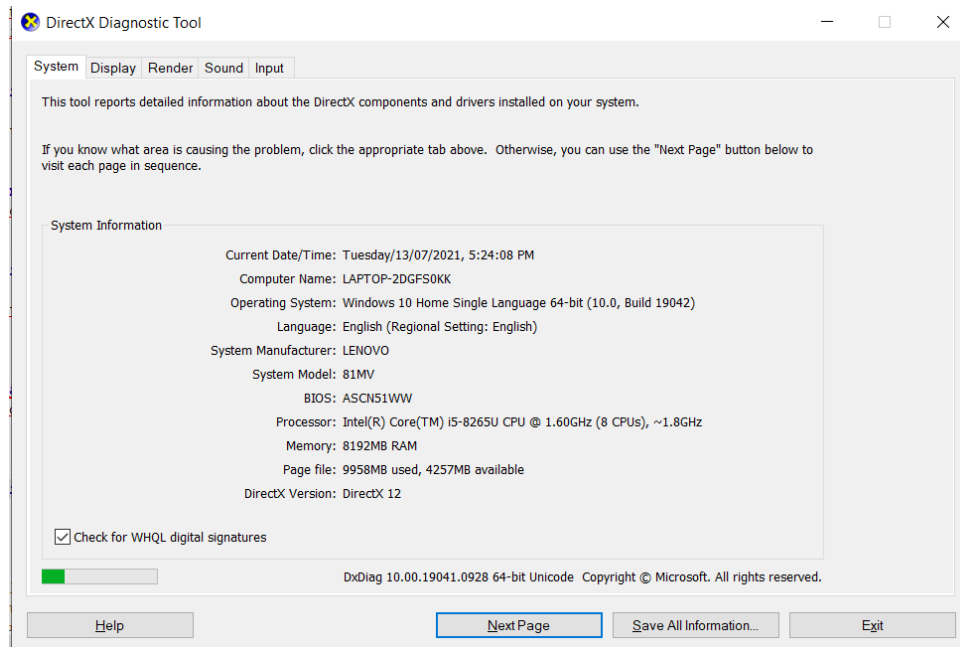 DirectX Diagnostic Tool
System Display Render Sound Input
This tool reports detailed information about the DirectX components and drivers installed on your system.
If you know what area is causing the problem, click the appropriate tab above.  Otherwise, you can use the "Next Page" button below to
visit each page in sequence.
System Information
Current Date/Time: Tuesday/13/07/2021, 5:24:08 PM
Computer Name: LAPTOP-2DGFS0KK
Operating System: Windows 10 Home Single Language 64-bit (10.0, Build 19042)
Language: English (Regional Setting: English)
System Manufacturer: LENOVO
System Model: 81MV
BIOS: ASCN51WW
Processor: Intel(R) Core(TM) i5-8265U CPU @ 1.60GHz (8 CPUs), ~1.8GHz
Memory: 8192MB RAM
Page file: 9958MB used, 4257MB available
DirectX Version: DirectX 12
Check for WHQL digital signatures
DxDiag 10.00.19041.0928 64-bit Unicode  Copyright © Microsoft. All rights reserved.
Help Next Page Save All Information... Exit